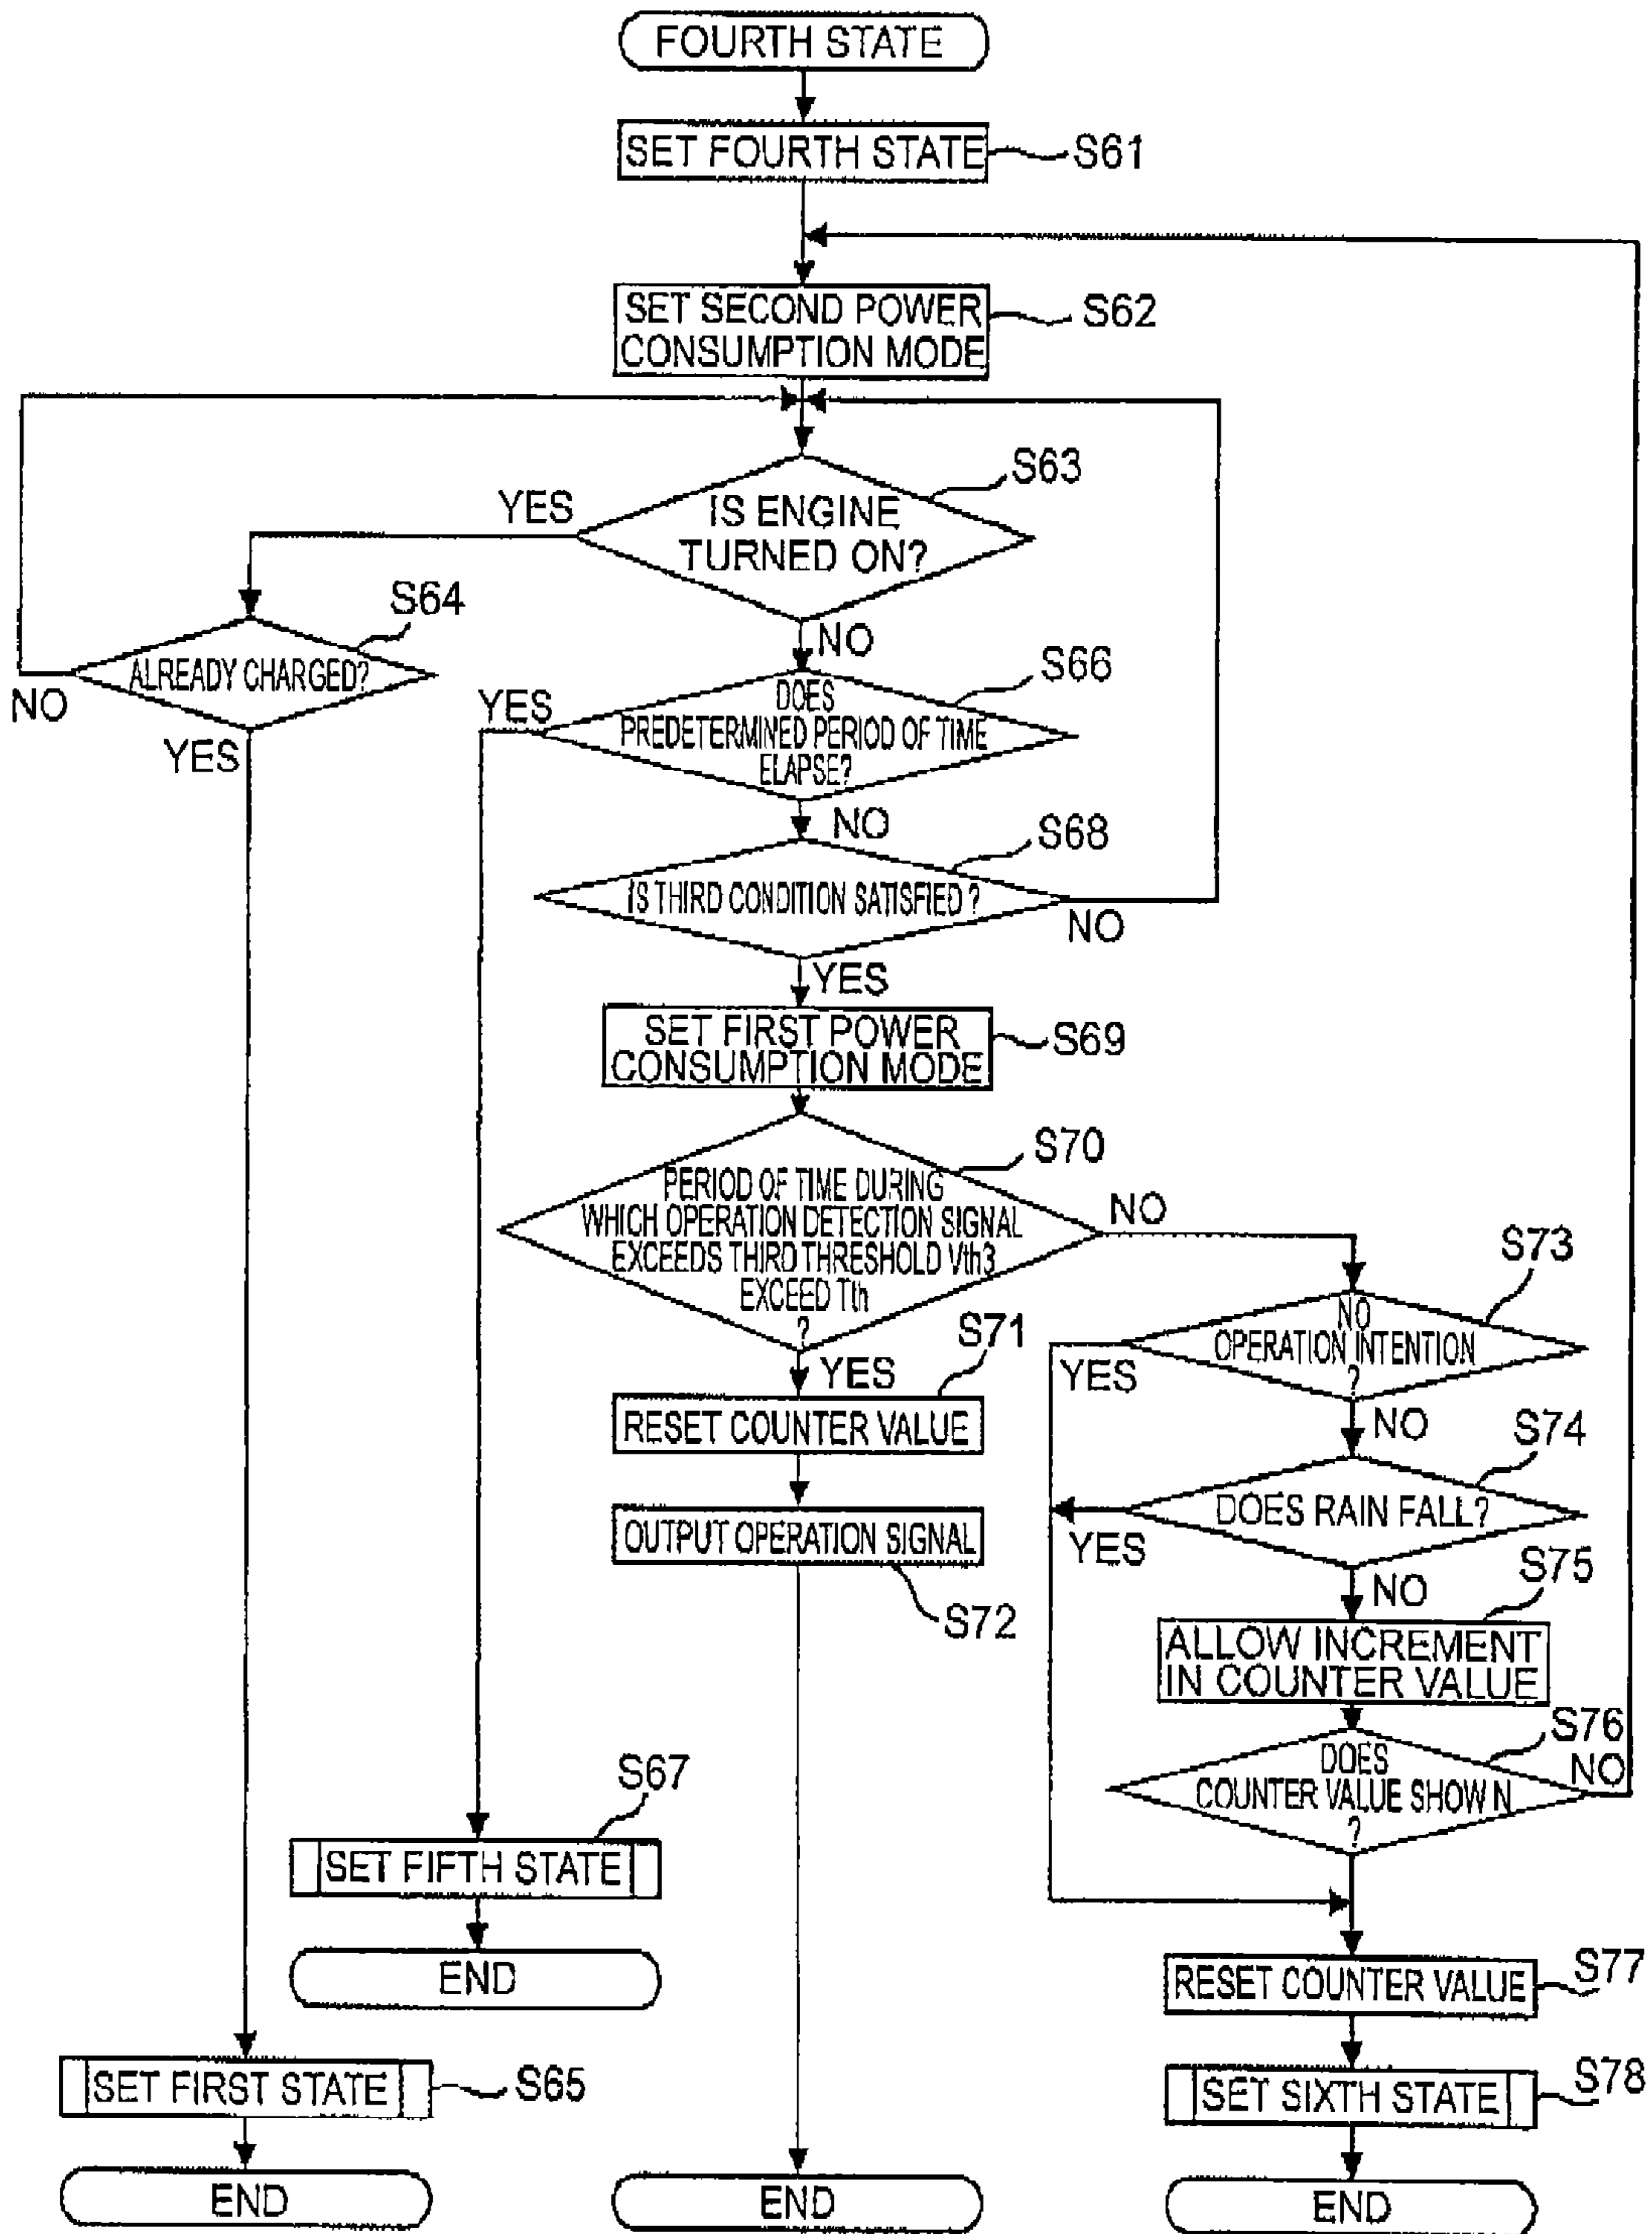 FOURTH STATE
SET FOURTH STATE
S61
SET SECOND POWER
CONSUMPTION MODE
S62
S63
YES
IS ENGINE
TURNED ON?
S64
NO
ALREADY CHARGED?
NO
YES
S66
YES
DOES
PREDETERMINED PERIOD OF TIME
ELAPSE?
NO
S68
IS THIRD CONDITION SATISFIED ?
NO
YES
SET FIRST POWER
CONSUMPTION MODE
S69
S70
PERIOD OF TIME DURING
WHICH OPERATION DETECTION SIGNAL
EXCEEDS THIRD THRESHOLD Vth3
EXCEED Tth
?
NO
YES
S71
RESET COUNTER VALUE
OUTPUT OPERATION SIGNAL
S72
S73
NO
OPERATION INTENTION
?
YES
NO
S74
DOES RAIN FALL?
YES
NO
S75
ALLOW INCREMENT
IN COUNTER VALUE
S76
DOES
COUNTER VALUE SHOW N
?
NO
S67
SET FIFTH STATE
END
RESET COUNTER VALUE
S77
SET FIRST STATE
S65
SET SIXTH STATE
S78
END
END
END